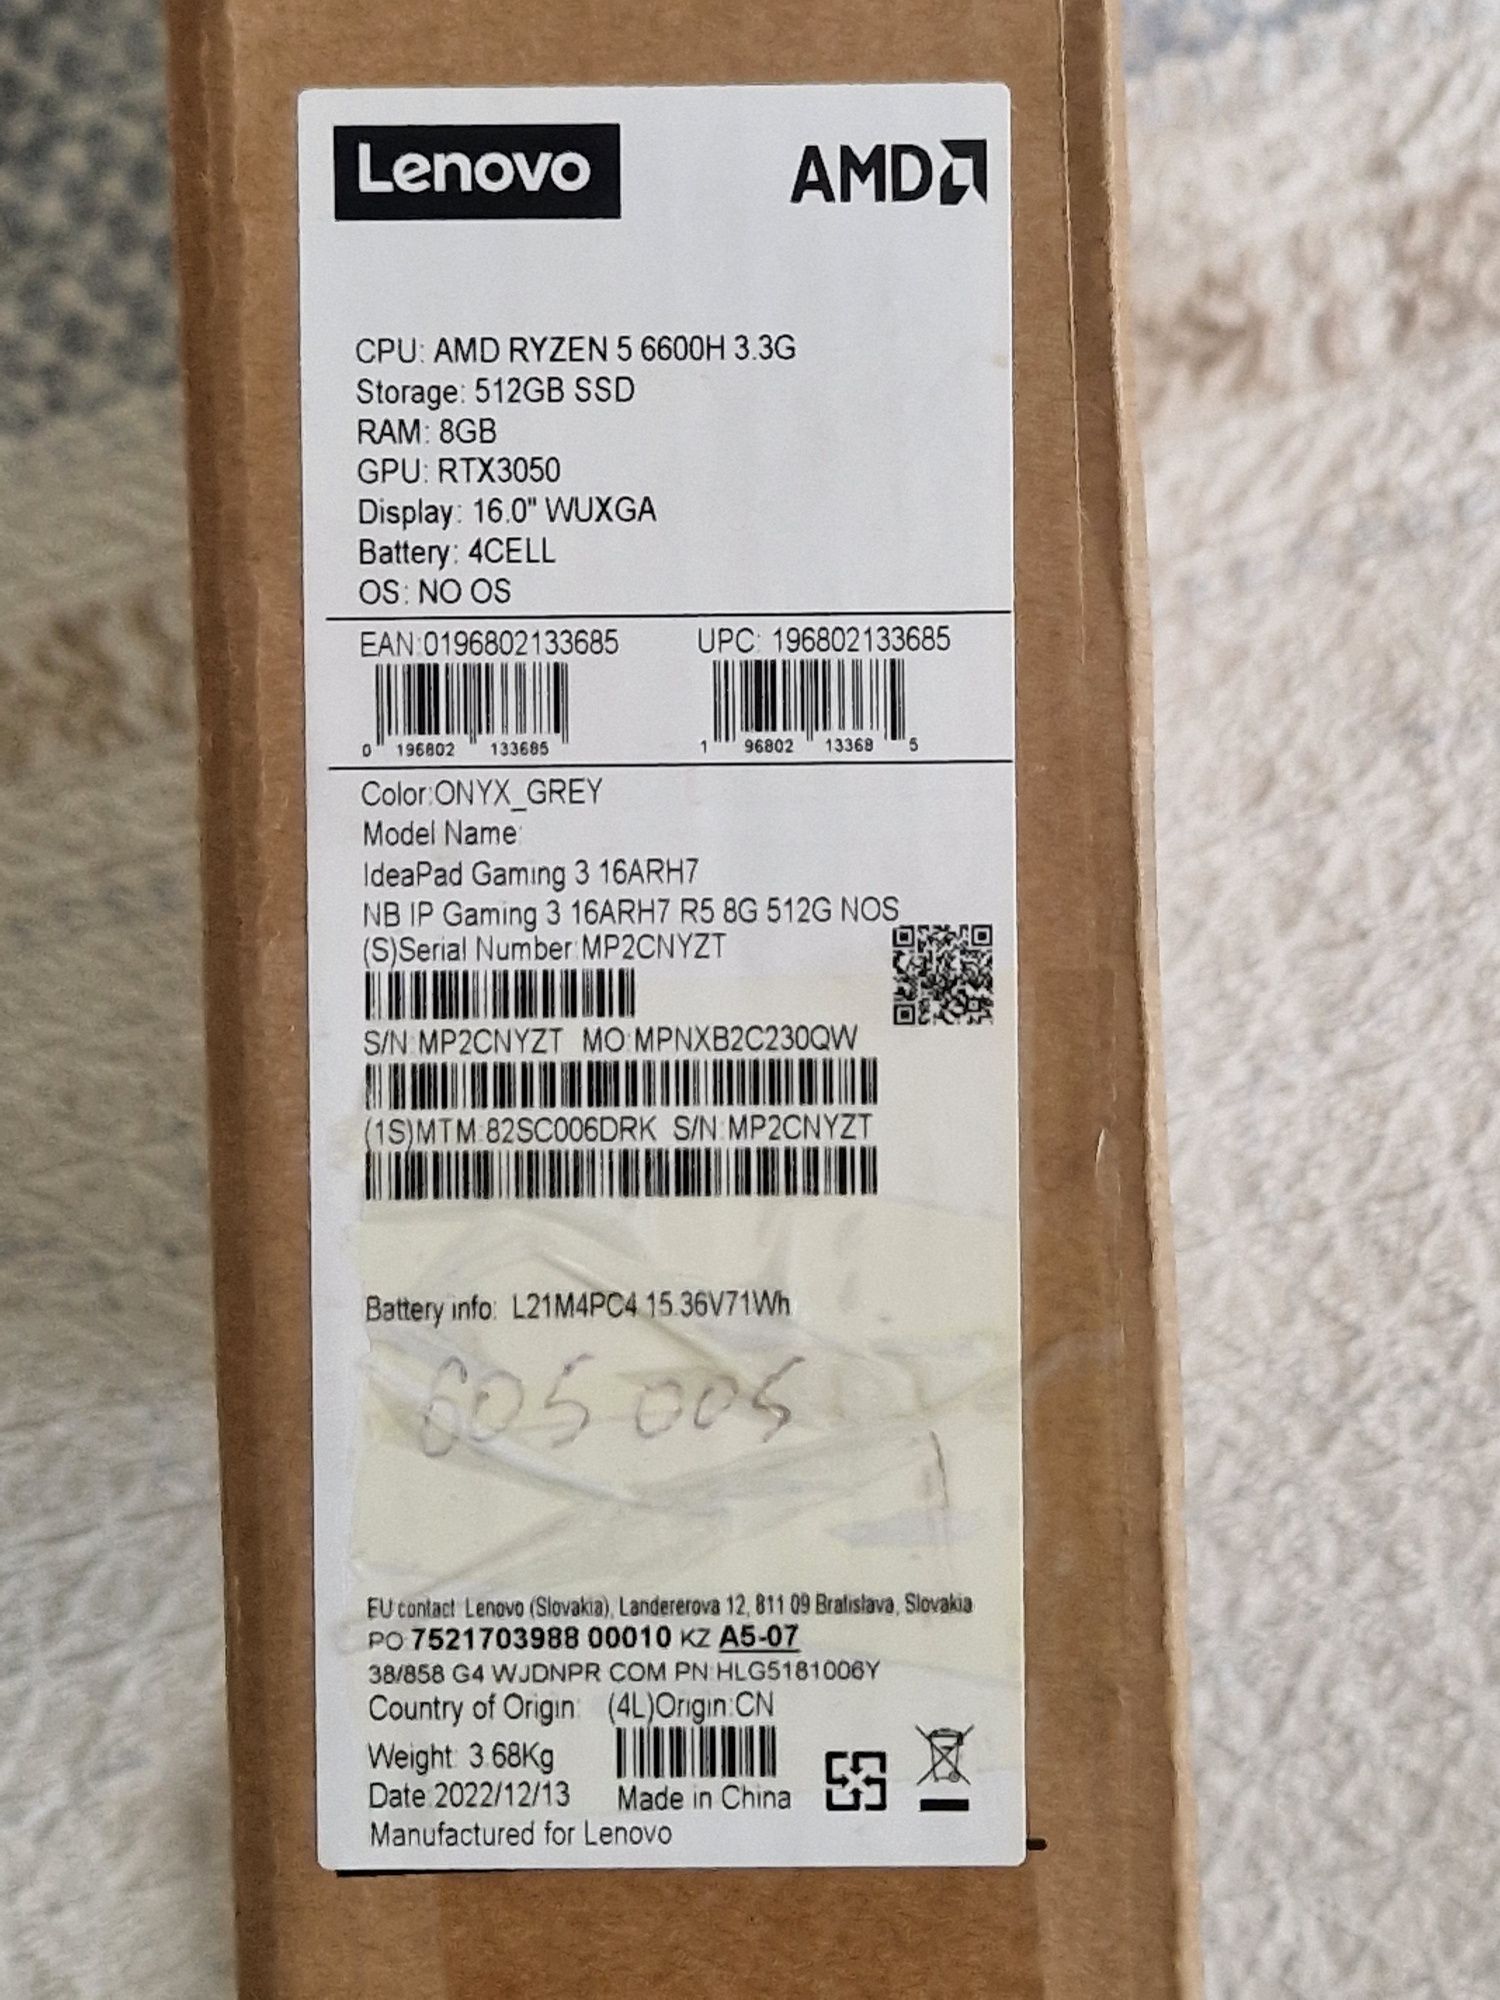 Lenovo
AMD
CPU: AMD RYZEN 5 6600H 3.3G
Storage: 512GB SSD
RAM: 8GB
GPU: RTX3050
Display: 16.0" WUXGA
Battery: 4CELL
OS: NO OS
EAN:0196802133685 UPC: 196802133685
0 196802 133685 1 96802 13368 5
Color:ONYX_GREY
Model Name:
IdeaPad Gaming 3 16ARH7
NB IP Gaming 3 16ARH7 R5 8G 512G NOS
(S)Serial Number:MP2CNYZT
S/N:MP2CNYZT MO:MPNXB2C230QW
(1S)MTM:82SC006DRK S/N:MP2CNYZT
Battery info: L21M4PC4 15.36V71Wh
605 005
EU contact: Lenovo (Slovakia), Landererova 12, 811 09 Bratislava, Slovakia
PO:7521703988 00010 KZ A5-07
38/858 G4 WJDNPR COM PN:HLG5181006Y
Country of Origin: (4L)Origin:CN
Weight: 3.68Kg
Date:2022/12/13 Made in China
Manufactured for Lenovo